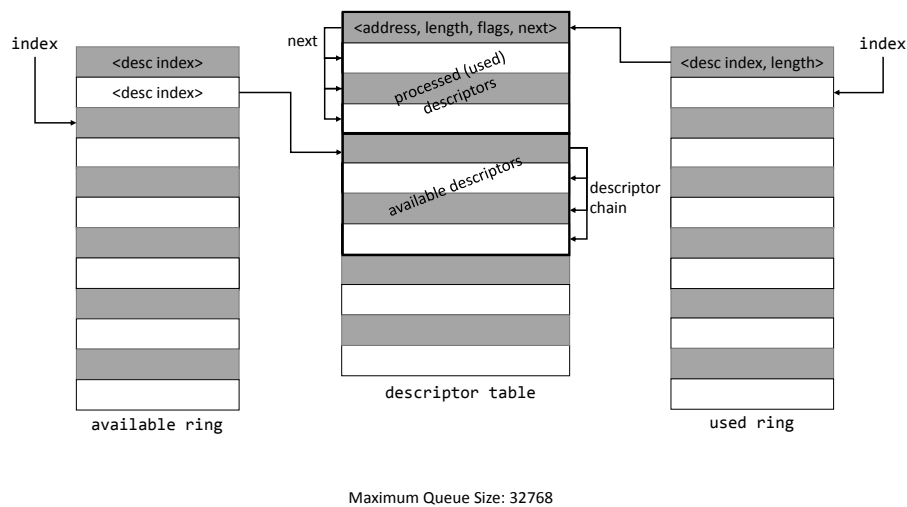 <address, length, flags, next>
index
next
index
<desc index>
<desc index, length>
<desc index>
processed (used)
descriptors
available descriptors
descriptor
chain
descriptor table
available ring
used ring
Maximum Queue Size: 32768